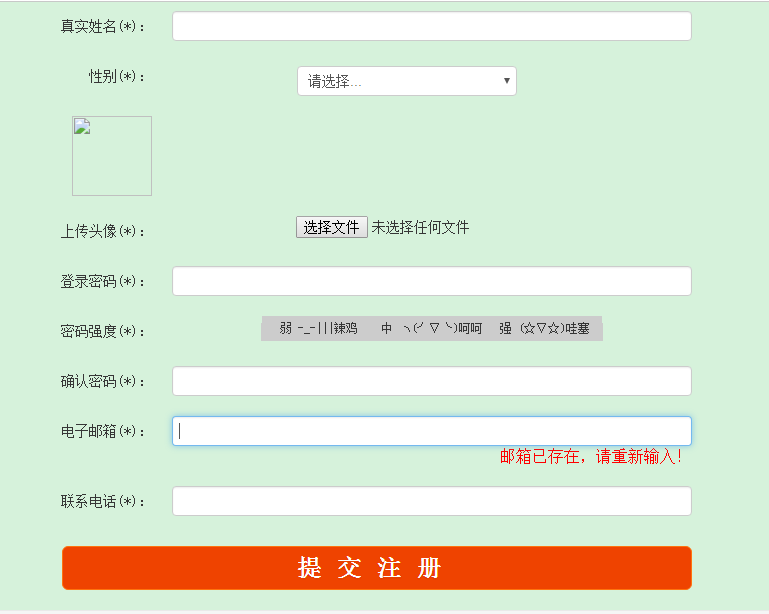 真实姓名(*)：
性别(*)：
请选择...
上传头像(*)：
选择文件 未选择任何文件
登录密码(*)：
密码强度(*)：
弱 -_-|||辣鸡 中 ヽ(✓▽╰)呵呵 强 (☆▽☆)哇塞
确认密码(*)：
电子邮箱(*)：
邮箱已存在，请重新输入!
联系电话(*)：
提 交 注 册